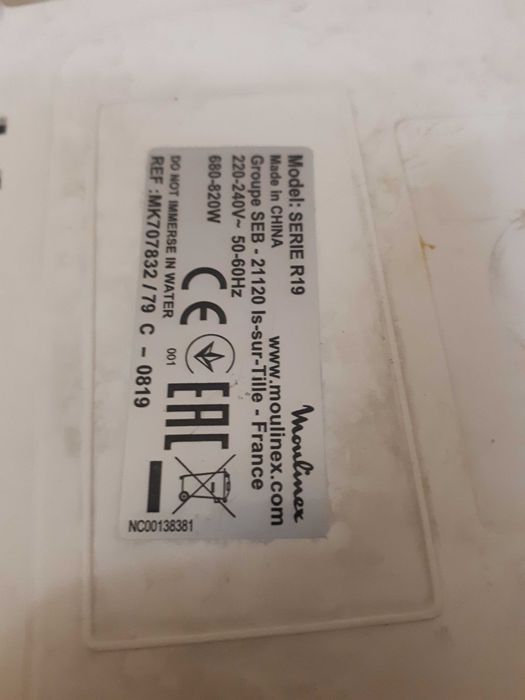 Model: SERIE R19
Moulinex
Made in CHINA
www.moulinex.com
Groupe SEB - 21120 Is-sur-Tille - France
220-240V~ 50-60Hz
680-820W
CE
EAC
001
DO NOT IMMERSE IN WATER
REF :MK707832 / 79 C - 0819
NC00138381